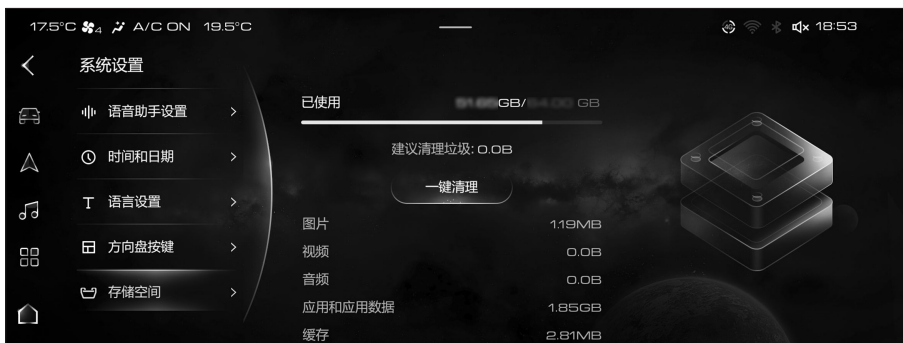 17.5°C 4 A/C ON 19.5°C
4G 18:53
系统设置
语音助手设置
时间和日期
T 语言设置
方向盘按键
存储空间
已使用 GB/ GB
建议清理垃圾: 0.0B
一键清理
图片 1.19MB
视频 0.0B
音频 0.0B
应用和应用数据 1.85GB
缓存 2.81MB